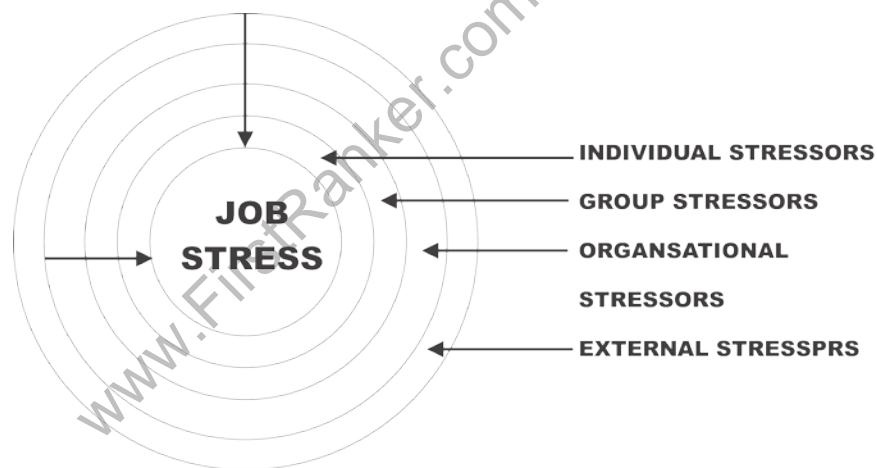 www.FirstRanker.com
JOB
STRESS
INDIVIDUAL STRESSORS
GROUP STRESSORS
ORGANSATIONAL
STRESSORS
EXTERNAL STRESSPRS